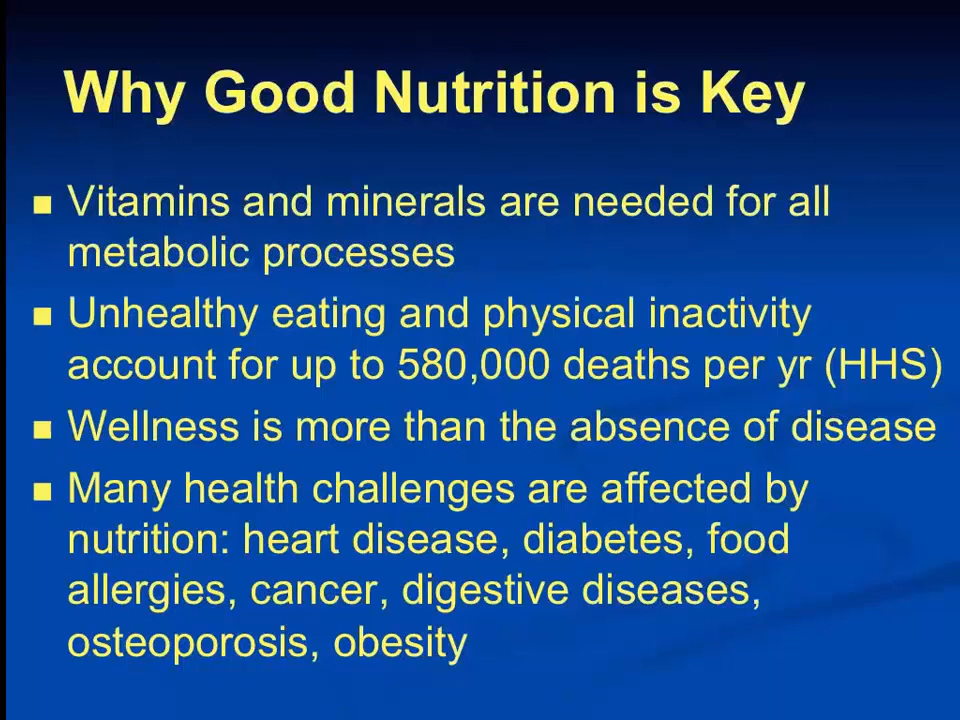 Why Good Nutrition is Key
Vitamins and minerals are needed for all
metabolic processes
Unhealthy eating and physical inactivity
account for up to 580,000 deaths per yr (HHS)
Wellness is more than the absence of disease
Many health challenges are affected by
nutrition: heart disease, diabetes, food
allergies, cancer, digestive diseases,
osteoporosis, obesity